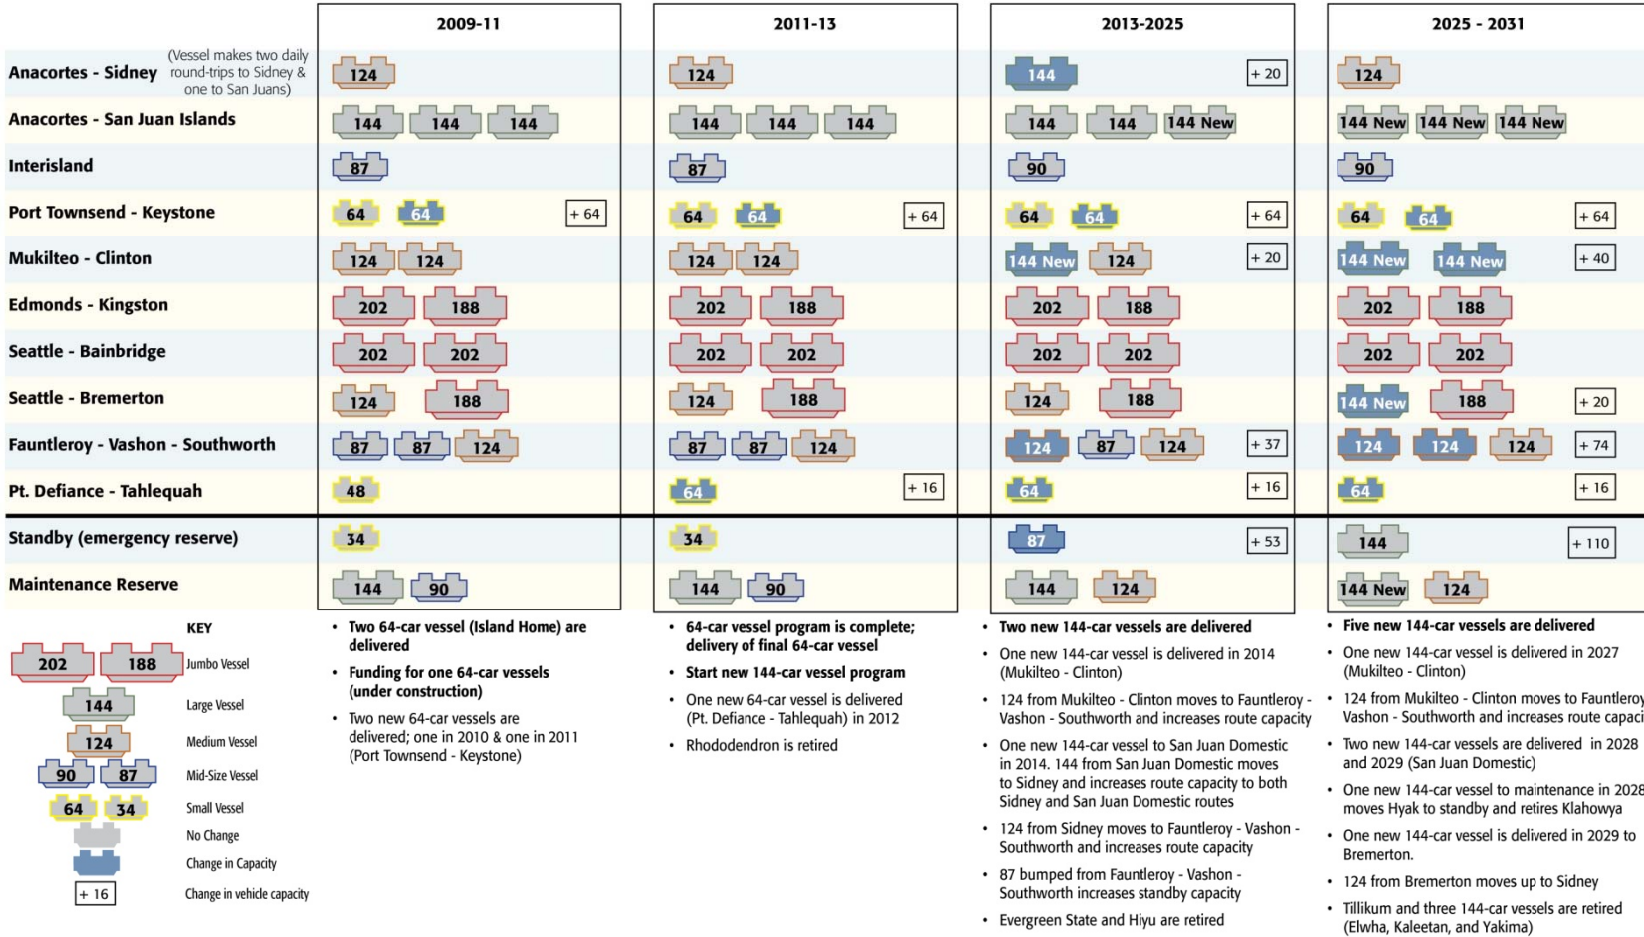 2009-11
2011-13
2013-2025
2025 - 2031
Anacortes - Sidney (Vessel makes two daily
round-trips to Sidney &
one to San Juans)
124
124
144
+ 20
124
Anacortes - San Juan Islands
144 144 144
144 144 144
144 144 144 New
144 New 144 New 144 New
Interisland
87
87
90
90
Port Townsend - Keystone
64 64 + 64
64 64 + 64
64 64 + 64
64 64 + 64
Mukilteo - Clinton
124 124
124 124
144 New 124 + 20
144 New 144 New + 40
Edmonds - Kingston
202 188
202 188
202 188
202 188
Seattle - Bainbridge
202 202
202 202
202 202
202 202
Seattle - Bremerton
124 188
124 188
124 188
144 New 188 + 20
Fauntleroy - Vashon - Southworth
87 87 124
87 87 124
124 87 124 + 37
124 124 124 + 74
Pt. Defiance - Tahlequah
48
64 + 16
64 + 16
64 + 16
Standby (emergency reserve)
34
34
87 + 53
144 + 110
Maintenance Reserve
144 90
144 90
144 124
144 New 124
KEY
202 188 Jumbo Vessel
144 Large Vessel
124 Medium Vessel
90 87 Mid-Size Vessel
64 34 Small Vessel
No Change
Change in Capacity
+ 16 Change in vehicle capacity
• Two 64-car vessel (Island Home) are
delivered
• Funding for one 64-car vessels
(under construction)
• Two new 64-car vessels are
delivered; one in 2010 & one in 2011
(Port Townsend - Keystone)
• 64-car vessel program is complete;
delivery of final 64-car vessel
• Start new 144-car vessel program
• One new 64-car vessel is delivered
(Pt. Defiance - Tahlequah) in 2012
• Rhododendron is retired
• Two new 144-car vessels are delivered
• One new 144-car vessel is delivered in 2014
(Mukilteo - Clinton)
• 124 from Mukilteo - Clinton moves to Fauntleroy -
Vashon - Southworth and increases route capacity
• One new 144-car vessel to San Juan Domestic
in 2014. 144 from San Juan Domestic moves
to Sidney and increases route capacity to both
Sidney and San Juan Domestic routes
• 124 from Sidney moves to Fauntleroy - Vashon -
Southworth and increases route capacity
• 87 bumped from Fauntleroy - Vashon -
Southworth increases standby capacity
• Evergreen State and Hiyu are retired
• Five new 144-car vessels are delivered
• One new 144-car vessel is delivered in 2027
(Mukilteo - Clinton)
• 124 from Mukilteo - Clinton moves to Fauntleroy
Vashon - Southworth and increases route capaci
• Two new 144-car vessels are delivered in 2028
and 2029 (San Juan Domestic)
• One new 144-car vessel to maintenance in 2028
moves Hyak to standby and retires Klahowya
• One new 144-car vessel is delivered in 2029 to
Bremerton.
• 124 from Bremerton moves up to Sidney
• Tillikum and three 144-car vessels are retired
(Elwha, Kaleetan, and Yakima)